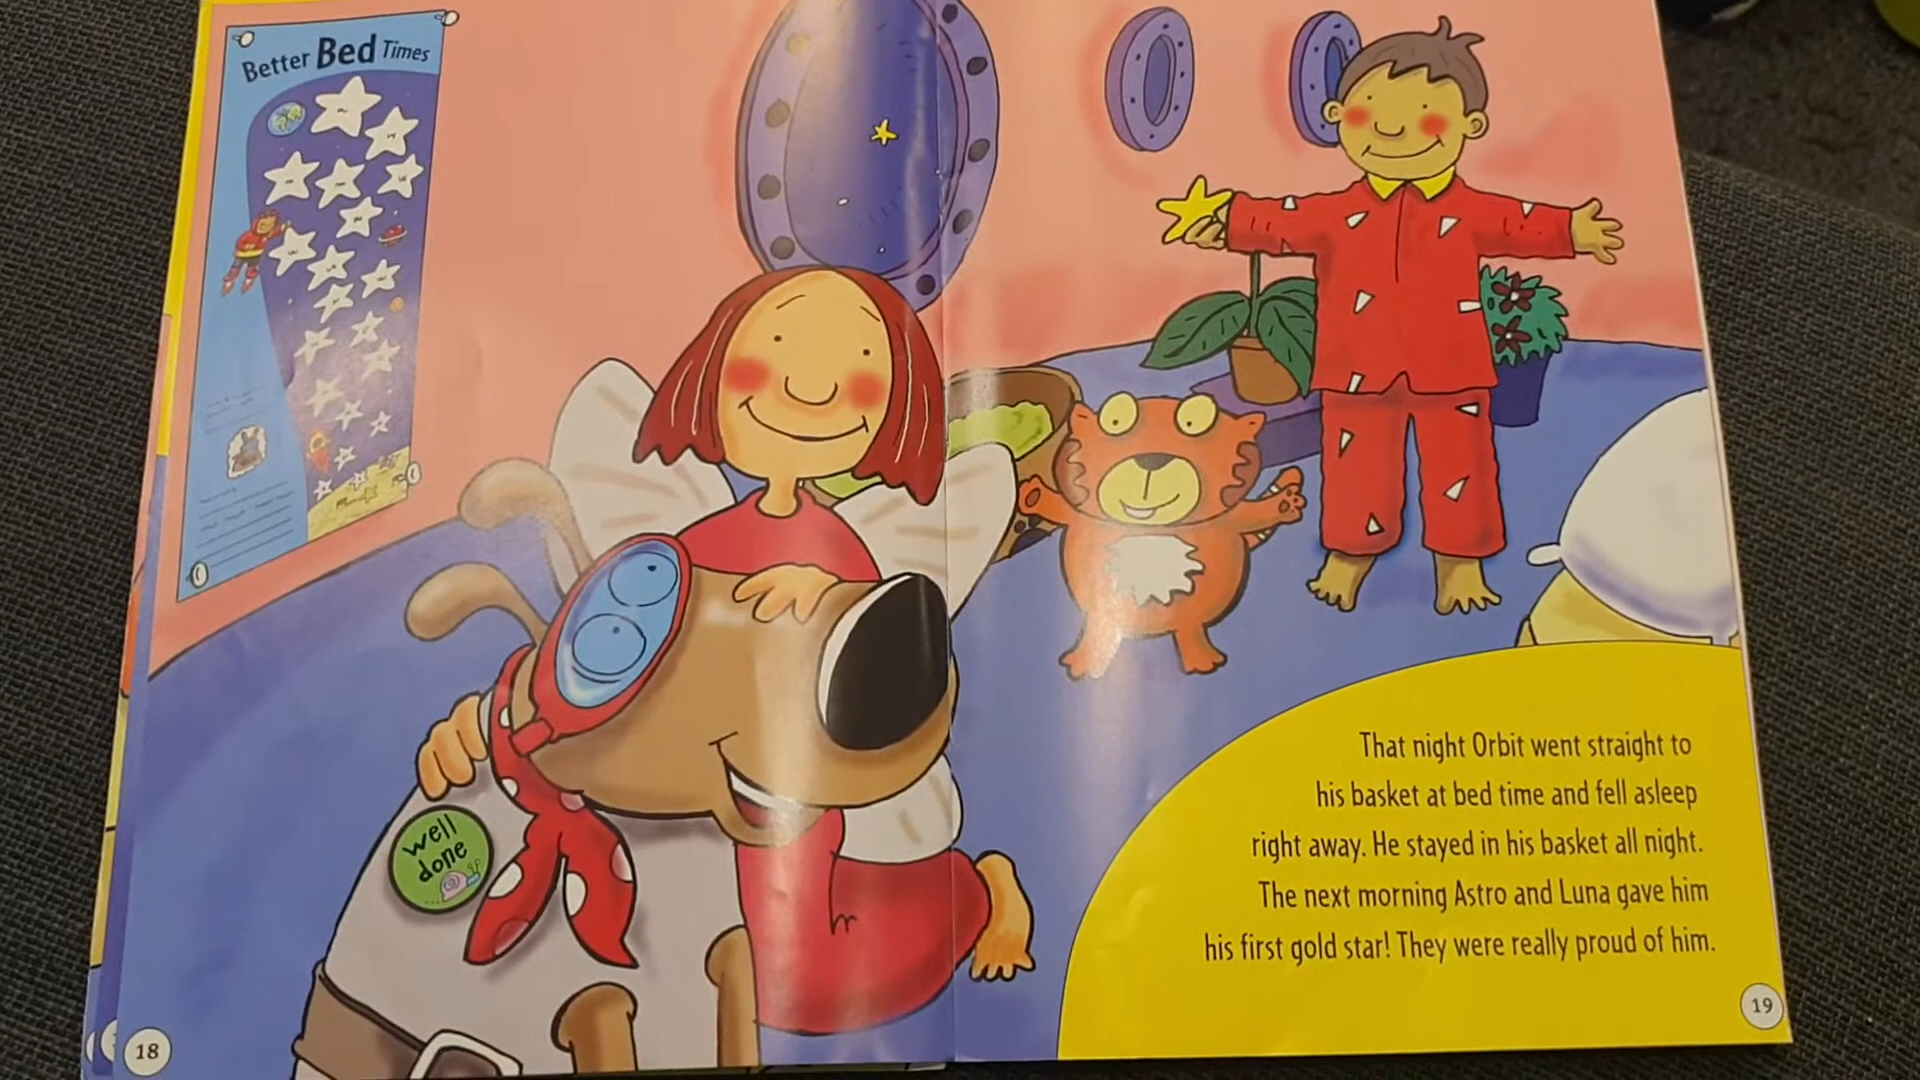 Better Bed Times
well
done
That night Orbit went straight to
his basket at bed time and fell asleep
right away. He stayed in his basket all night.
The next morning Astro and Luna gave him
his first gold star! They were really proud of him.
18
19